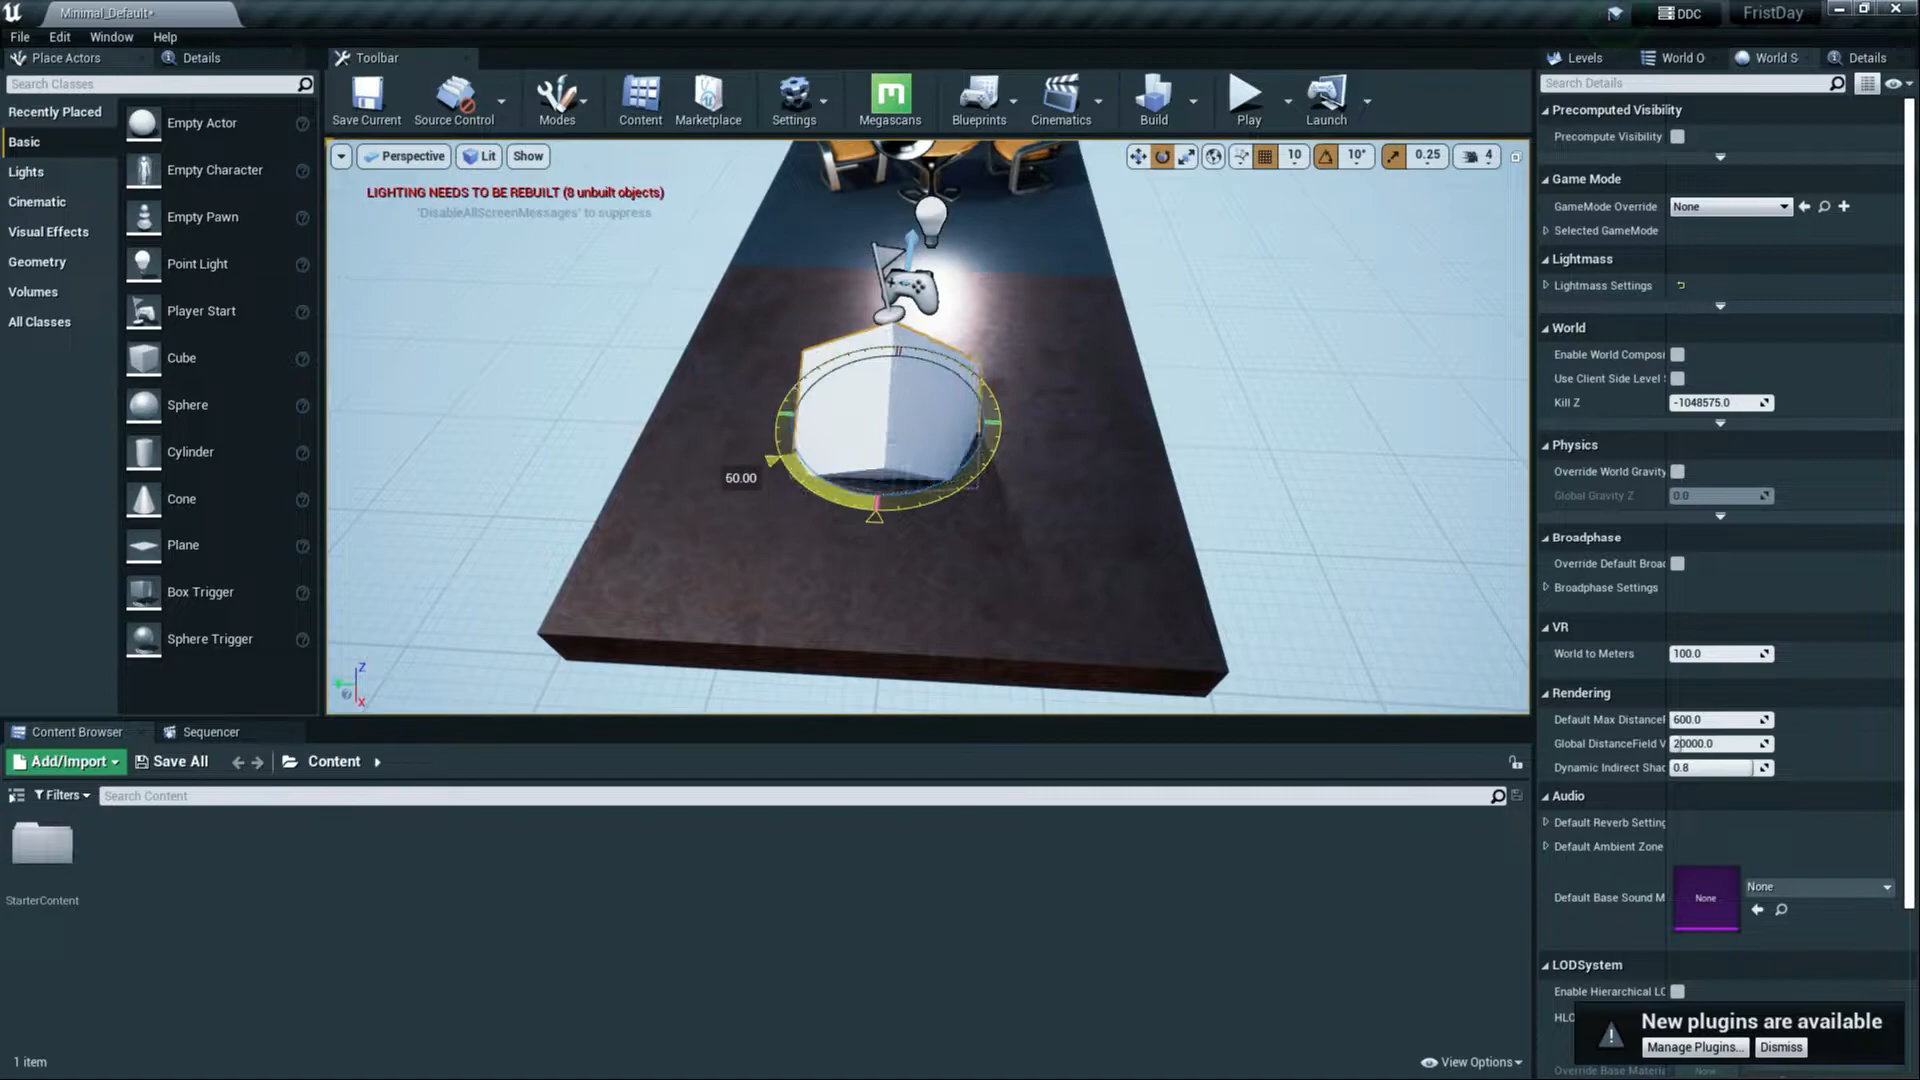 Minimal_Default*
DDC
FristDay
File Edit Window Help
Place Actors
Details
Toolbar
Levels
World O
World S
Details
Search Classes
Recently Placed
Basic
Lights
Cinematic
Visual Effects
Geometry
Volumes
All Classes
Empty Actor
Empty Character
Empty Pawn
Point Light
Player Start
Cube
Sphere
Cylinder
Cone
Plane
Box Trigger
Sphere Trigger
Save Current
Source Control
Modes
Content
Marketplace
Settings
Megascans
Blueprints
Cinematics
Build
Play
Launch
Perspective
Lit
Show
10
10°
0.25
4
LIGHTING NEEDS TO BE REBUILT (8 unbuilt objects)
'DisableAllScreenMessages' to suppress
60.00
Z
X
Search Details
Precomputed Visibility
Precompute Visibility
Game Mode
GameMode Override
None
Selected GameMode
Lightmass
Lightmass Settings
World
Enable World Compos
Use Client Side Level
Kill Z
-1048575.0
Physics
Override World Gravity
Global Gravity Z
0.0
Broadphase
Override Default Broa
Broadphase Settings
VR
World to Meters
100.0
Rendering
Default Max DistanceF
600.0
Global DistanceField V
20000.0
Dynamic Indirect Shad
0.8
Audio
Default Reverb Setting
Default Ambient Zone
Default Base Sound M
None
None
LODSystem
Enable Hierarchical LO
HLO
New plugins are available
Manage Plugins...
Dismiss
Override Base Materia
None
Content Browser
Sequencer
Add/Import
Save All
Content
Filters
Search Content
StarterContent
1 item
View Options